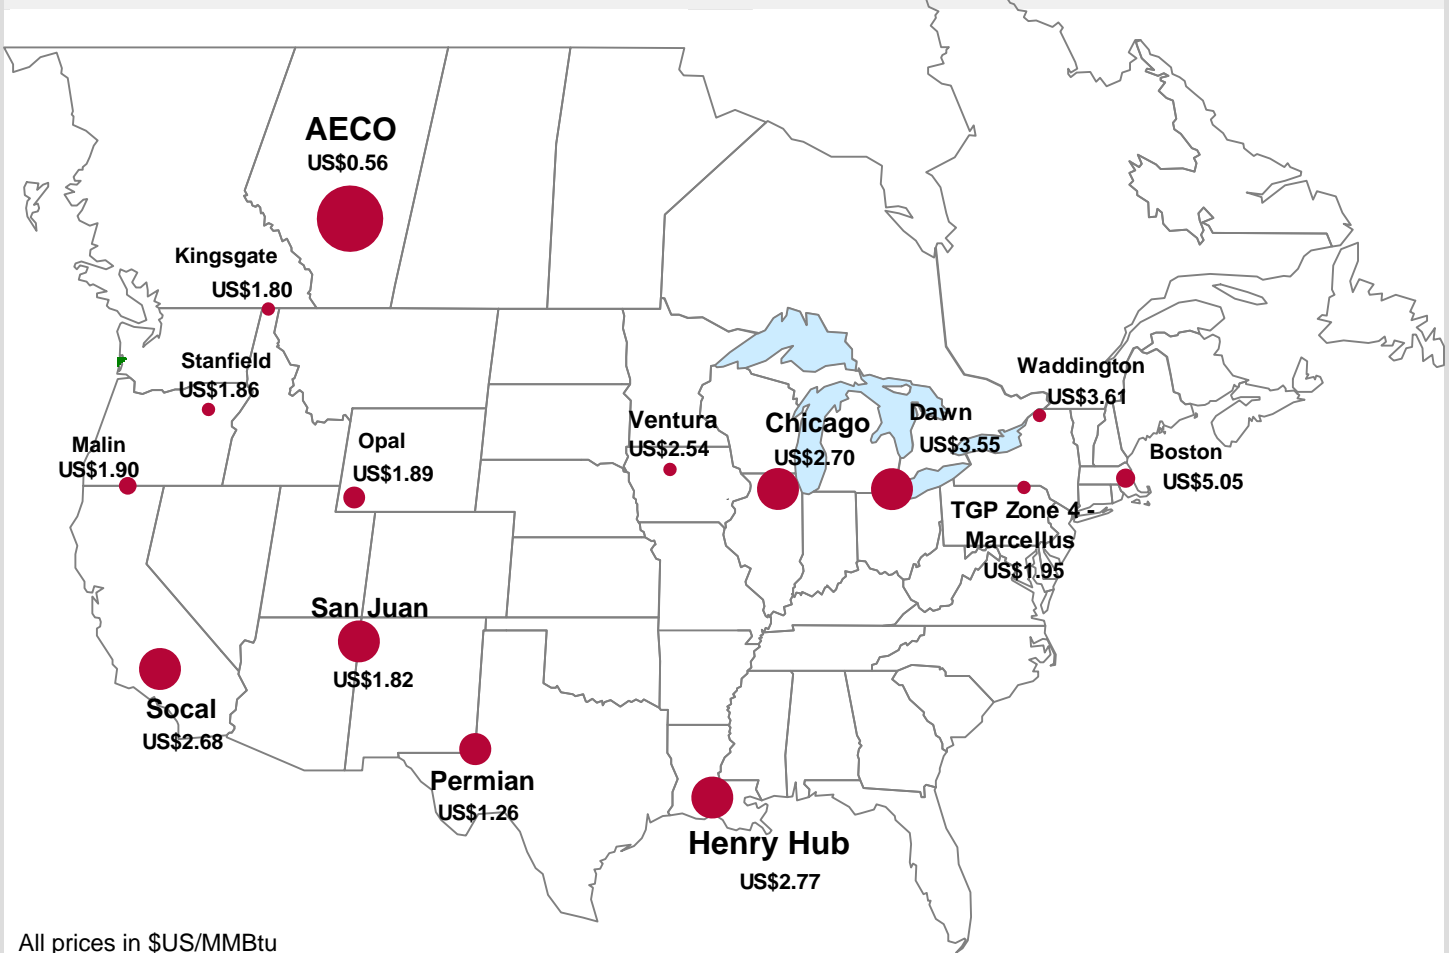 AECO
US$0.56
Kingsgate
US$1.80
Stanfield
US$1.86
Malin
US$1.90
Opal
US$1.89
Ventura
US$2.54
Chicago
US$2.70
Dawn
US$3.55
Waddington
US$3.61
Boston
US$5.05
TGP Zone 4 -
Marcellus
US$1.95
San Juan
US$1.82
Socal
US$2.68
Permian
US$1.26
Henry Hub
US$2.77
All prices in $US/MMBtu